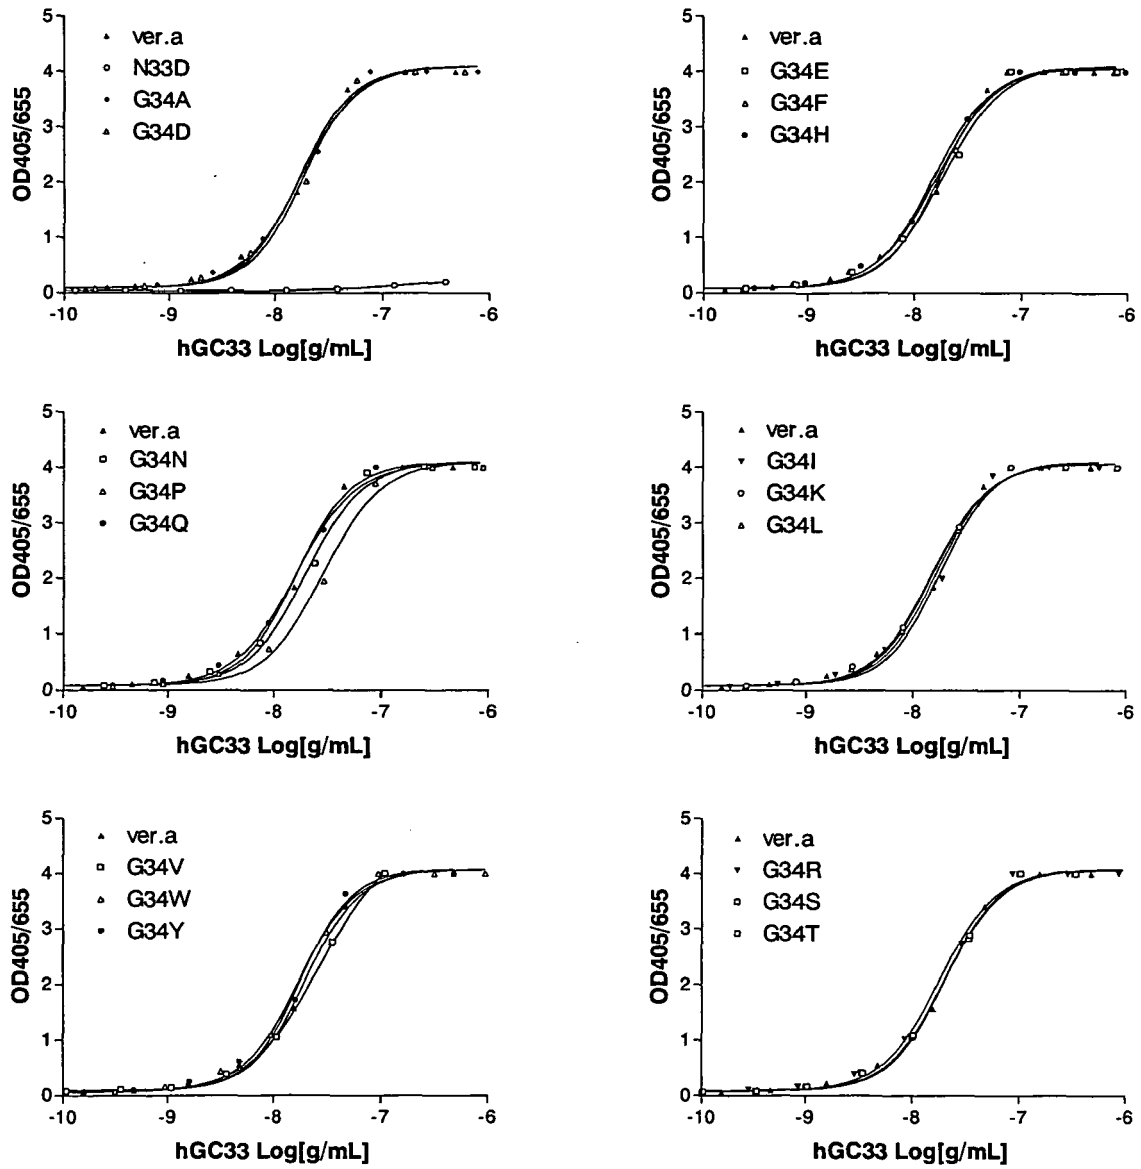 5
4
3
2
1
0
OD405/655
ver.a
N33D
G34A
G34D
-10
-9
-8
-7
-6
hGC33 Log[g/mL]
5
4
3
2
1
0
OD405/655
ver.a
G34E
G34F
G34H
-10
-9
-8
-7
-6
hGC33 Log[g/mL]
5
4
3
2
1
0
OD405/655
ver.a
G34N
G34P
G34Q
-10
-9
-8
-7
-6
hGC33 Log[g/mL]
5
4
3
2
1
0
OD405/655
ver.a
G34I
G34K
G34L
-10
-9
-8
-7
-6
hGC33 Log[g/mL]
5
4
3
2
1
0
OD405/655
ver.a
G34V
G34W
G34Y
-10
-9
-8
-7
-6
hGC33 Log[g/mL]
5
4
3
2
1
0
OD405/655
ver.a
G34R
G34S
G34T
-10
-9
-8
-7
-6
hGC33 Log[g/mL]